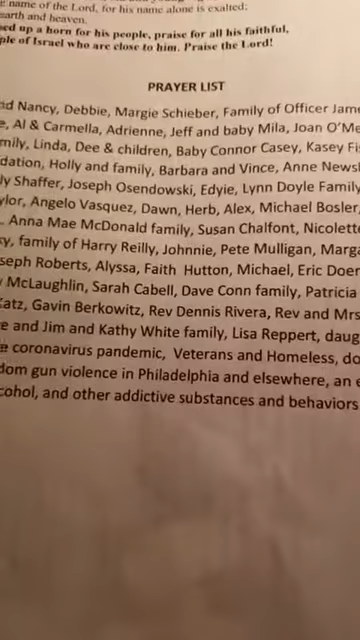 name of the Lord, for his name alone is exalted;
earth and heaven.
sed up a horn for his people, praise for all his faithful,
ple of Israel who are close to him. Praise the Lord!
PRAYER LIST
nd Nancy, Debbie, Margie Schieber, Family of Officer Jame
e, Al & Carmella, Adrienne, Jeff and baby Mila, Joan O'Me
mily, Linda, Dee & children, Baby Connor Casey, Kasey Fi
dation, Holly and family, Barbara and Vince, Anne News
ly Shaffer, Joseph Osendowski, Edyie, Lynn Doyle Family
ylor, Angelo Vasquez, Dawn, Herb, Alex, Michael Bosler,
. Anna Mae McDonald family, Susan Chalfont, Nicolett
y, family of Harry Reilly, Johnnie, Pete Mulligan, Marga
seph Roberts, Alyssa, Faith Hutton, Michael, Eric Doer
McLaughlin, Sarah Cabell, Dave Conn family, Patricia
Katz, Gavin Berkowitz, Rev Dennis Rivera, Rev and Mrs
e and Jim and Kathy White family, Lisa Reppert, daug
e coronavirus pandemic, Veterans and Homeless, do
dom gun violence in Philadelphia and elsewhere, an e
cohol, and other addictive substances and behaviors